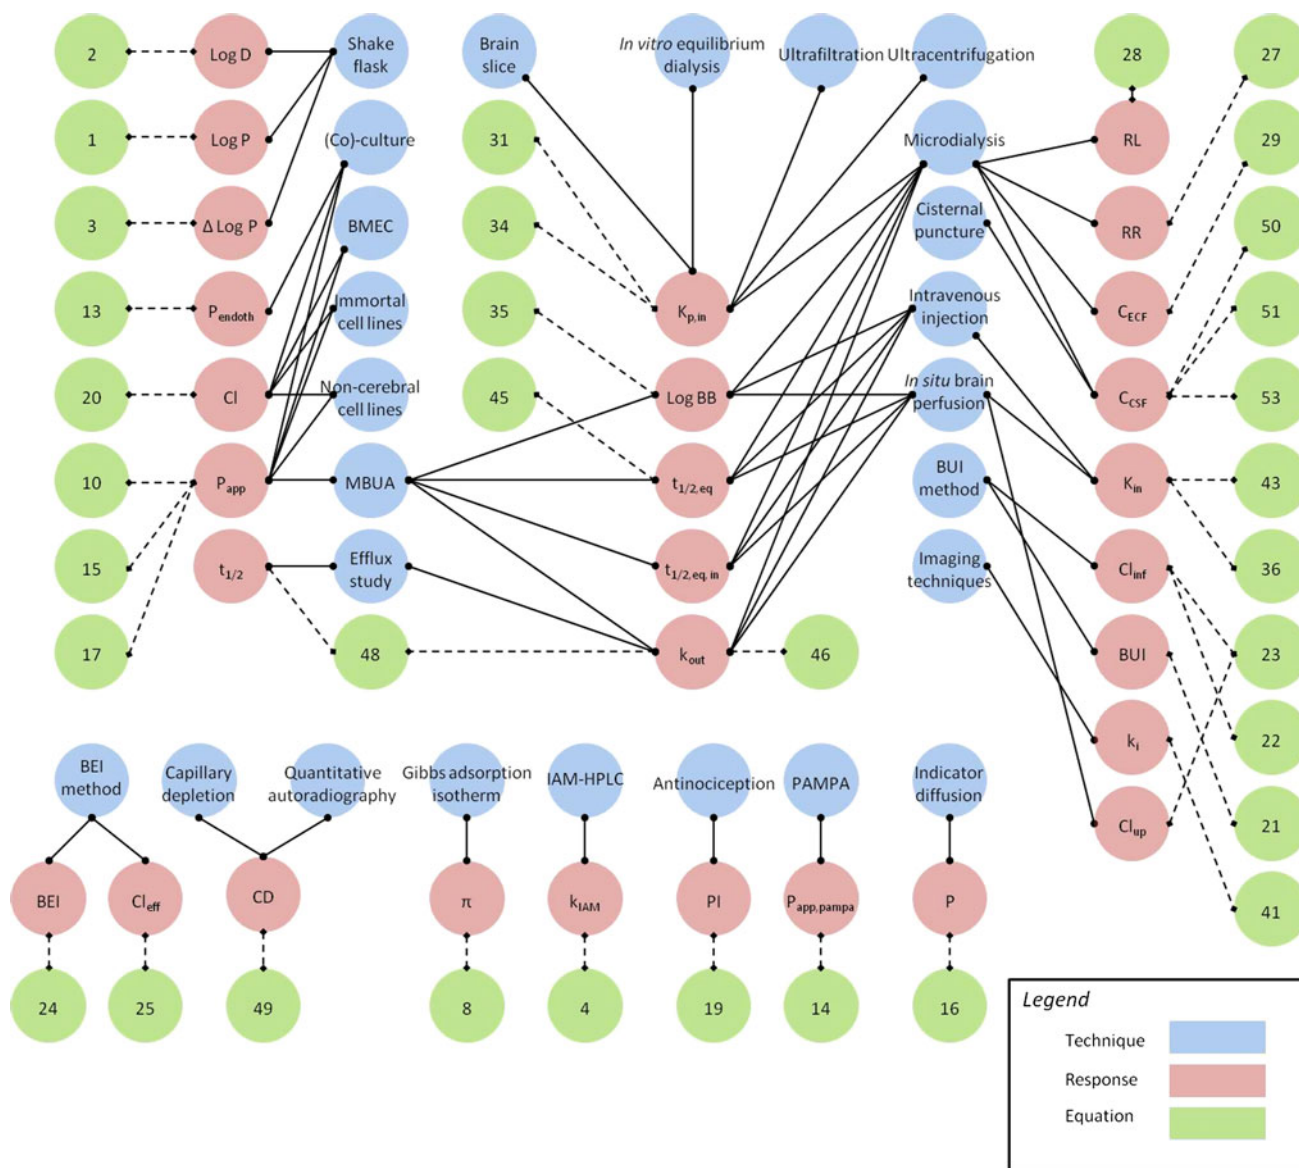 2
Log D
Shake
flask
Brain
slice
In vitro equilibrium
dialysis
Ultrafiltration
Ultracentrifugation
28
27
1
Log P
(Co)-culture
31
Microdialysis
RL
29
3
Δ Log P
BMEC
34
Cisternal
puncture
RR
50
13
Pendoth
Immortal
cell lines
35
Kp,in
Intravenous
injection
CECF
51
20
Cl
Non-cerebral
cell lines
45
Log BB
In situ brain
perfusion
CCSF
53
10
Papp
MBUA
t1/2,eq
BUI
method
Kin
43
15
t1/2
Efflux
study
t1/2,eq,in
Imaging
techniques
Clinf
36
17
48
kout
46
BUI
23
ki
22
Clup
21
41
BEI
method
Capillary
depletion
Quantitative
autoradiography
Gibbs adsorption
isotherm
IAM-HPLC
Antinociception
PAMPA
Indicator
diffusion
BEI
Cleff
CD
π
kIAM
PI
Papp,pampa
P
24
25
49
8
4
19
14
16
Legend
Technique
Response
Equation